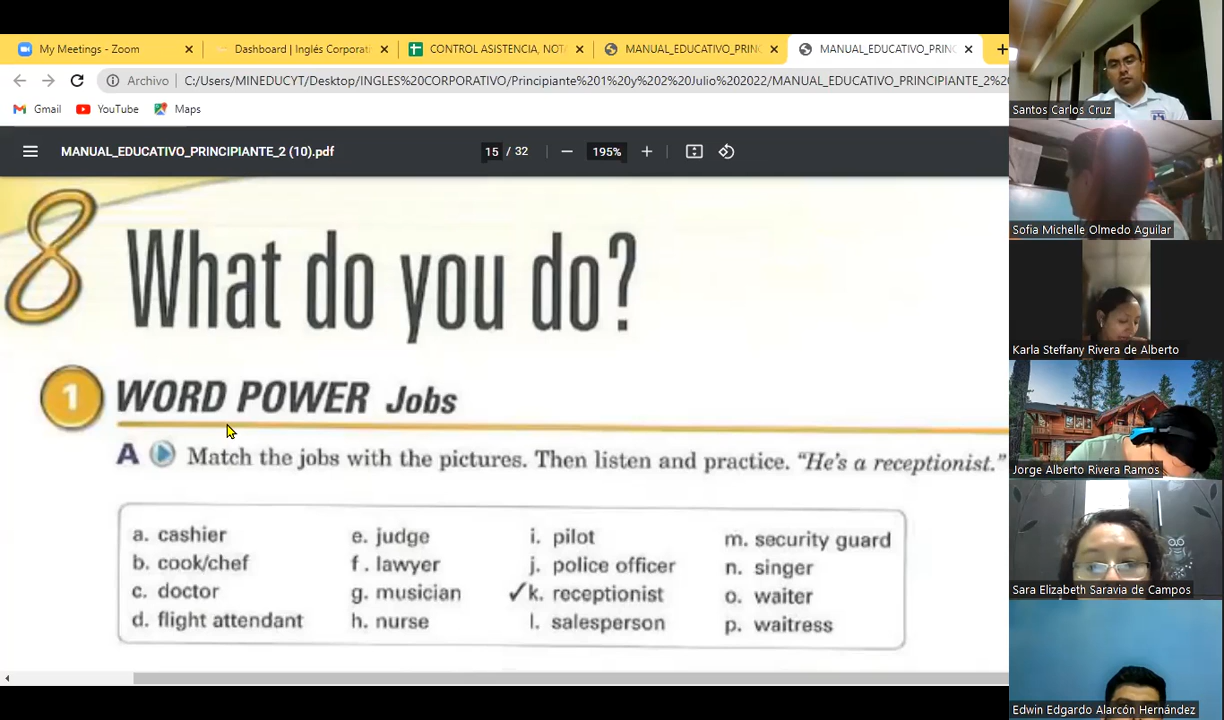 My Meetings - Zoom
Dashboard | Inglés Corporati
CONTROL ASISTENCIA, NOT
MANUAL_EDUCATIVO_PRINC
MANUAL_EDUCATIVO_PRINC
Archivo
C:/Users/MINEDUCYT/Desktop/INGLES%20CORPORATIVO/Principiante%201%20y%202%20Julio%202022/MANUAL_EDUCATIVO_PRINCIPIANTE_2%20
Gmail
YouTube
Maps
MANUAL_EDUCATIVO_PRINCIPIANTE_2 (10).pdf
15 / 32
195%
8 What do you do?
1 WORD POWER Jobs
A Match the jobs with the pictures. Then listen and practice. "He's a receptionist."
a. cashier
b. cook/chef
c. doctor
d. flight attendant
e. judge
f. lawyer
g. musician
h. nurse
i. pilot
j. police officer
✓k. receptionist
l. salesperson
m. security guard
n. singer
o. waiter
p. waitress
Santos Carlos Cruz
Sofia Michelle Olmedo Aguilar
Karla Steffany Rivera de Alberto
Jorge Alberto Rivera Ramos
Sara Elizabeth Saravia de Campos
Edwin Edgardo Alarcón Hernández